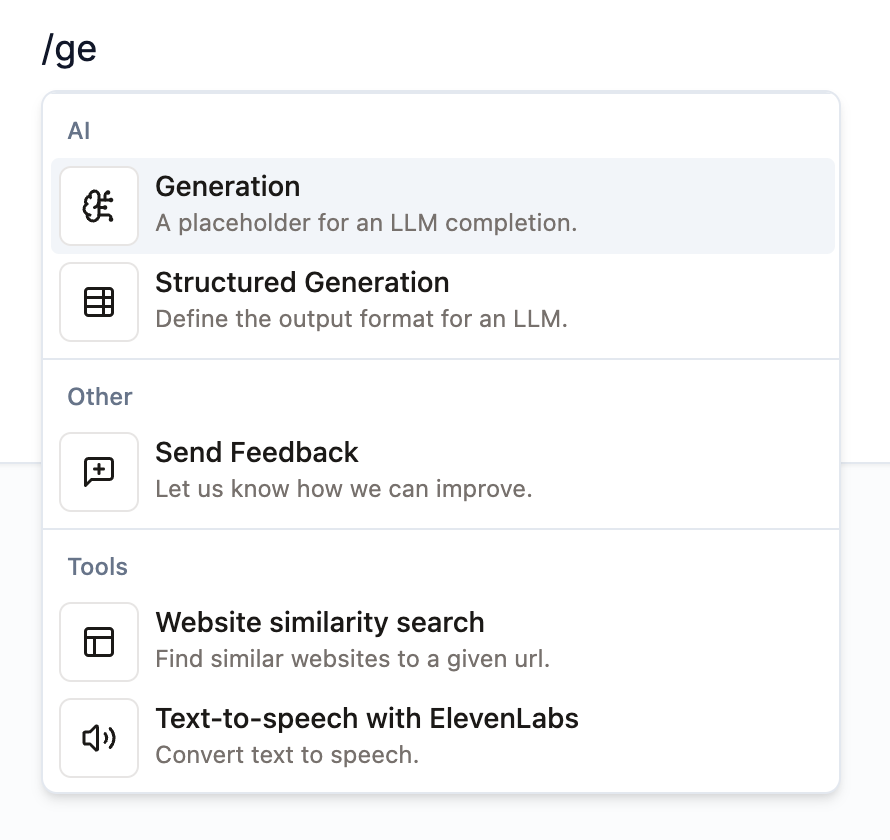 /ge
AI
Generation
A placeholder for an LLM completion.
Structured Generation
Define the output format for an LLM.
Other
Send Feedback
Let us know how we can improve.
Tools
Website similarity search
Find similar websites to a given url.
Text-to-speech with ElevenLabs
Convert text to speech.